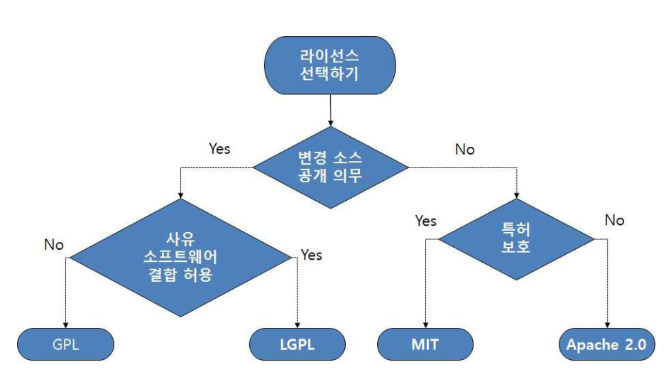 라이선스
선택하기
Yes
변경 소스
공개 의무
No
No
사유
소프트웨어
결합 허용
Yes
Yes
특허
보호
No
GPL
LGPL
MIT
Apache 2.0